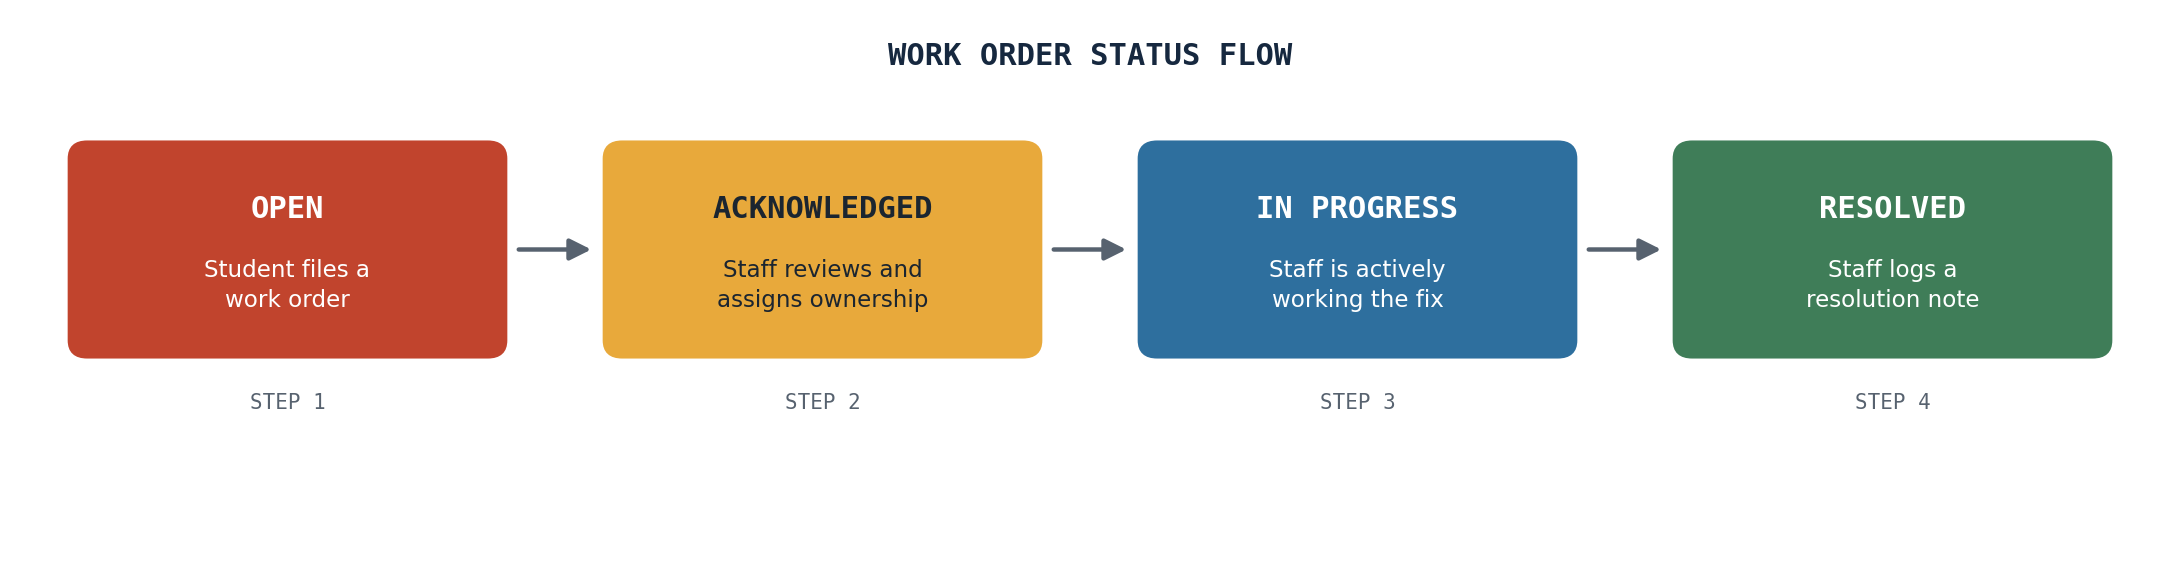 WORK ORDER STATUS FLOW
OPEN
Student files a
work order
STEP 1
ACKNOWLEDGED
Staff reviews and
assigns ownership
STEP 2
IN PROGRESS
Staff is actively
working the fix
STEP 3
RESOLVED
Staff logs a
resolution note
STEP 4